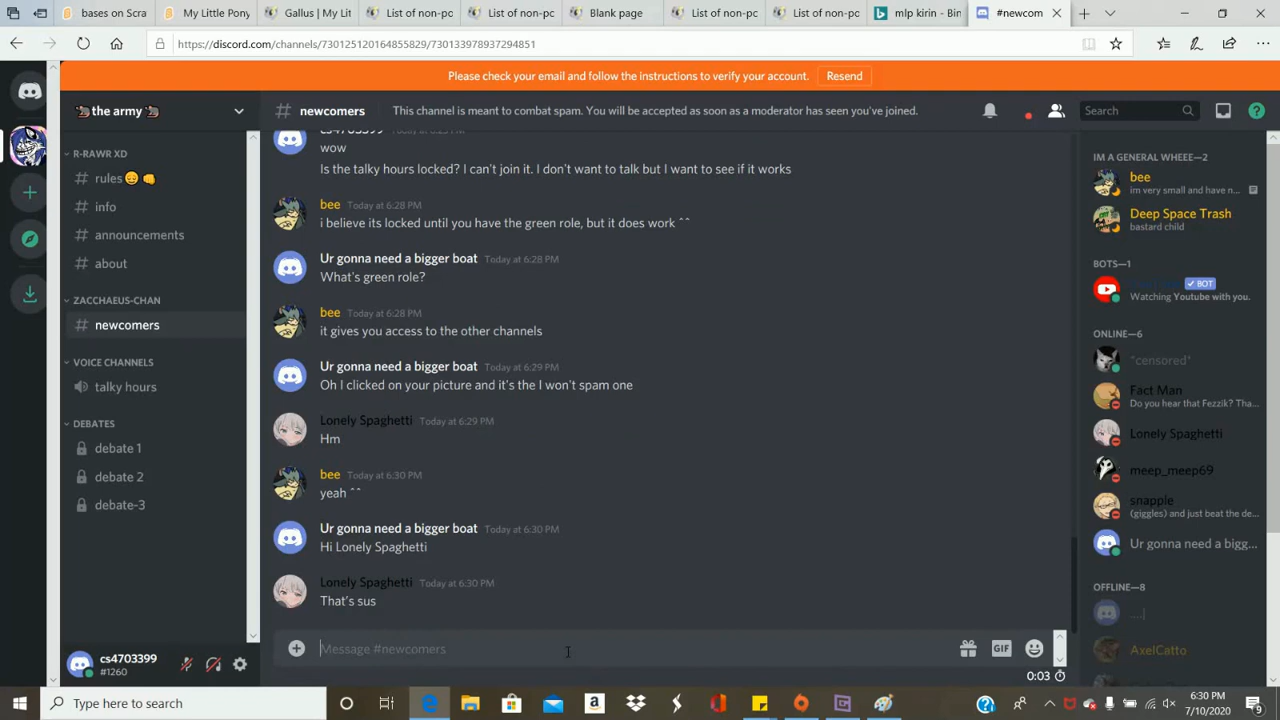 bases on Scra
My Little Pony
Gallus | My Lit
List of non-pc
List of non-pc
Blank page
List of non-pc
List of non-pc
mlp kirin - Bin
#newcom
https://discord.com/channels/730125120164855829/730133978937294851
Please check your email and follow the instructions to verify your account.
Resend
the army
newcomers
This channel is meant to combat spam. You will be accepted as soon as a moderator has seen you've joined.
Search
R-RAWR XD
rules
info
announcements
about
ZACCHAEUS-CHAN
newcomers
VOICE CHANNELS
talky hours
DEBATES
debate 1
debate 2
debate-3
cs4703399
#1260
cs4703399
wow
Is the talky hours locked? I can't join it. I don't want to talk but I want to see if it works
bee Today at 6:28 PM
i believe its locked until you have the green role, but it does work ^^
Ur gonna need a bigger boat Today at 6:28 PM
What's green role?
bee Today at 6:28 PM
it gives you access to the other channels
Ur gonna need a bigger boat Today at 6:29 PM
Oh I clicked on your picture and it's the I won't spam one
Lonely Spaghetti Today at 6:29 PM
Hm
bee Today at 6:30 PM
yeah ^^
Ur gonna need a bigger boat Today at 6:30 PM
Hi Lonely Spaghetti
Lonely Spaghetti Today at 6:30 PM
That's sus
Message #newcomers
GIF
0:03
IM A GENERAL WHEEE—2
bee
im very small and have n...
Deep Space Trash
bastard child
BOTS—1
BOT
Watching Youtube with you.
ONLINE—6
*censored*
Fact Man
Do you hear that Fezzik? Tha...
Lonely Spaghetti
meep_meep69
snapple
(giggles) and just beat the de...
Ur gonna need a bigg...
OFFLINE—8
....|
AxelCatto
Type here to search
6:30 PM
7/10/2020
9